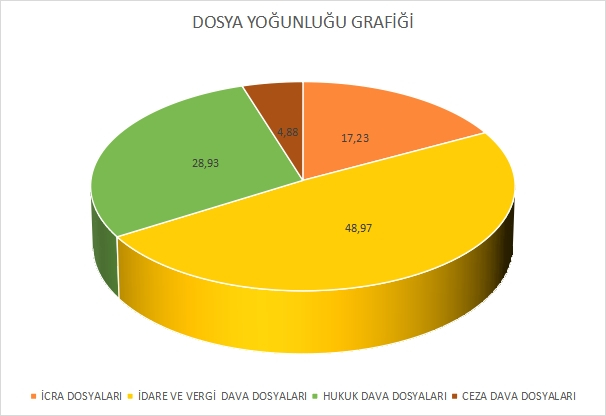 DOSYA YOĞUNLUĞU GRAFİĞİ
4,88
17,23
28,93
48,97
İCRA DOSYALARI İDARE VE VERGİ DAVA DOSYALARI HUKUK DAVA DOSYALARI CEZA DAVA DOSYALARI